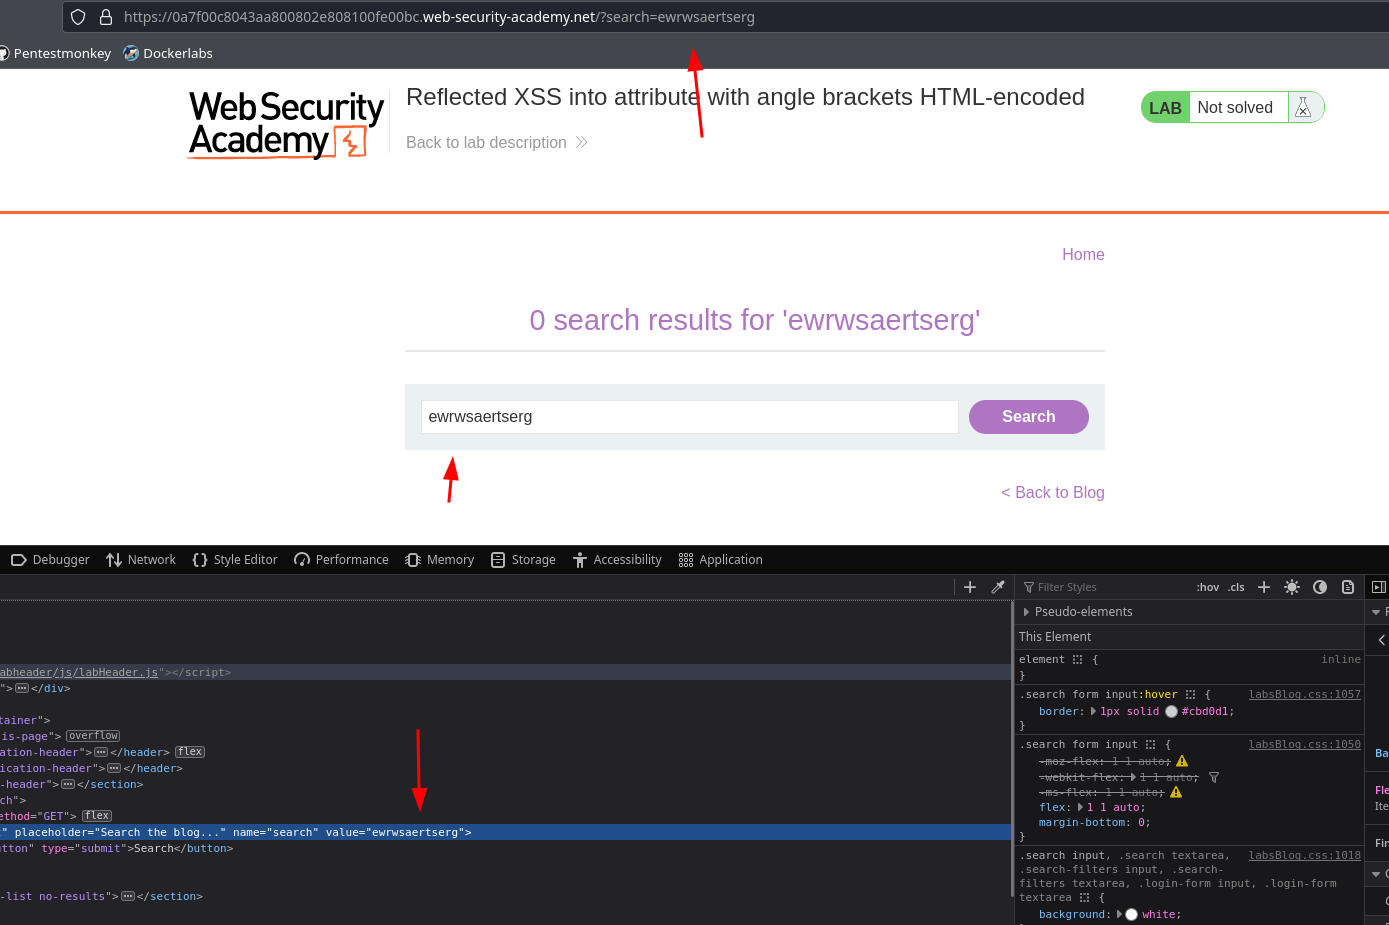 https://0a7f00c8043aa800802e808100fe00bc.web-security-academy.net/?search=ewrwsaertserg
Pentestmonkey Dockerlabs
WebSecurity
Academy
Reflected XSS into attribute with angle brackets HTML-encoded
Back to lab description
LAB Not solved
Home
0 search results for 'ewrwsaertserg'
ewrwsaertserg
Search
< Back to Blog
Debugger Network Style Editor Performance Memory Storage Accessibility Application
Filter Styles :hov .cls
Pseudo-elements
This Element
element { inline
}
.search form input:hover { labsBlog.css:1057
border: 1px solid #cbd0d1;
}
.search form input { labsBlog.css:1050
-moz-flex: 1 1 auto;
-webkit-flex: 1 1 auto;
-ms-flex: 1 1 auto;
flex: 1 1 auto;
margin-bottom: 0;
}
.search input, .search textarea, labsBlog.css:1018
.search-filters input, .search-
filters textarea, .login-form input, .login-form
textarea {
background: white;
abheader/js/labHeader.js"></script>
"></div>
tainer">
is-page"> overflow
ation-header"></header> flex
ication-header"></header>
-header"></section>
ch">
ethod="GET"> flex
" placeholder="Search the blog..." name="search" value="ewrwsaertserg">
utton" type="submit">Search</button>
-list no-results"></section>
Ba
Fle
Ite
Fin